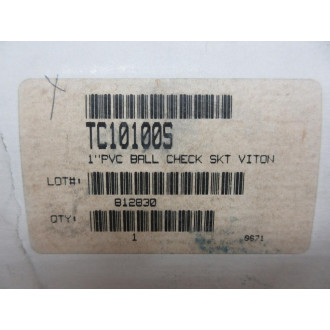 X
TC10100S
1"PVC BALL CHECK SKT VITON
LOT#:
812830
QTY:
1 9871